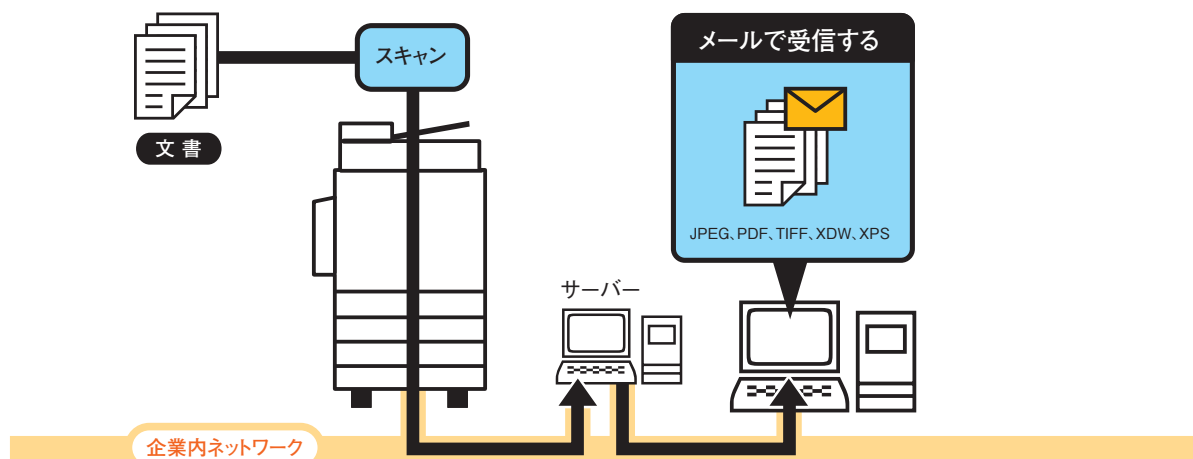 スキャン
文書
メールで受信する
JPEG、PDF、TIFF、XDW、XPS
サーバー
企業内ネットワーク